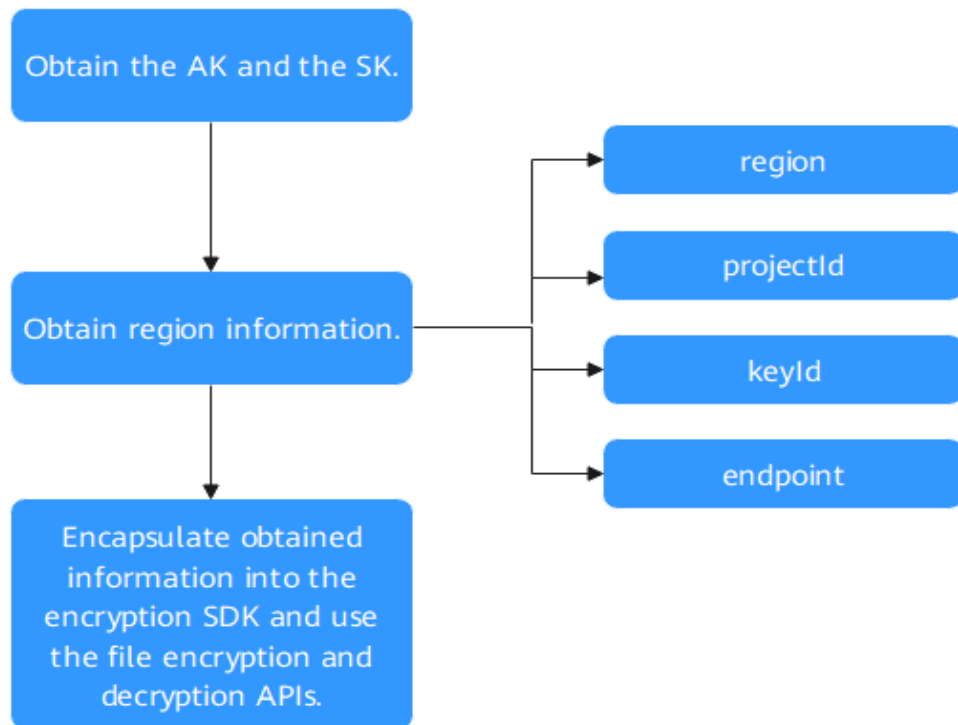 Obtain the AK and the SK.
region
projectId
Obtain region information.
keyId
endpoint
Encapsulate obtained
information into the
encryption SDK and use
the file encryption and
decryption APIs.